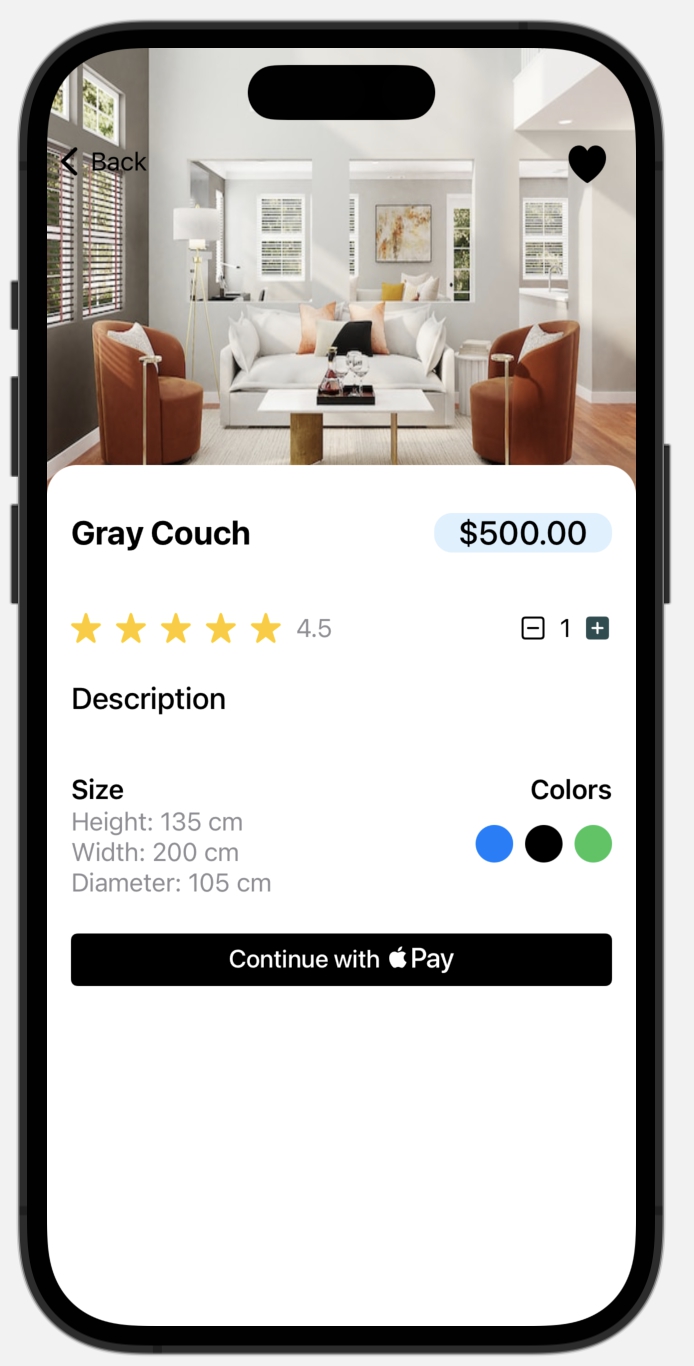 Back
Gray Couch
$500.00
4.5
1
Description
Size
Height: 135 cm
Width: 200 cm
Diameter: 105 cm
Colors
Continue with Pay